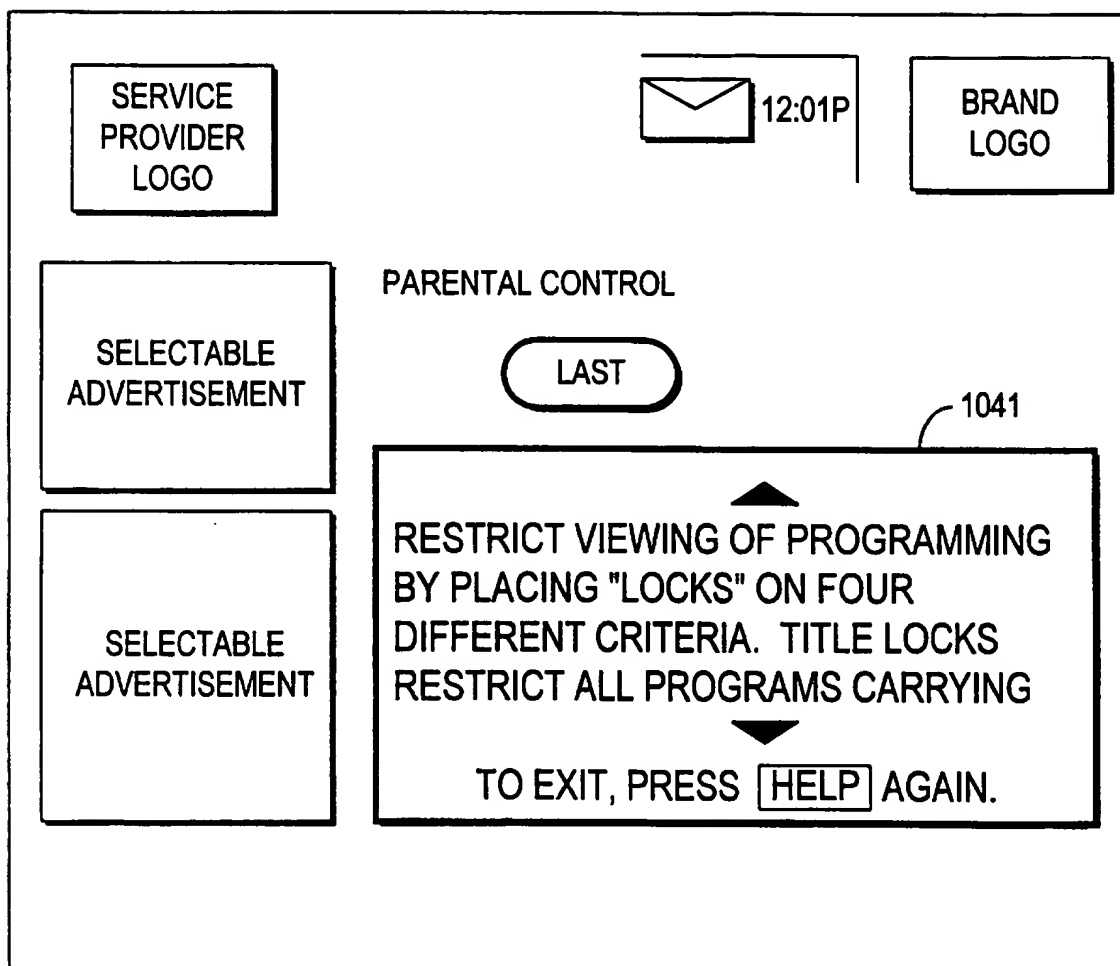 SERVICE
PROVIDER
LOGO
12:01P
BRAND
LOGO
SELECTABLE
ADVERTISEMENT
PARENTAL CONTROL
LAST
1041
RESTRICT VIEWING OF PROGRAMMING
BY PLACING "LOCKS" ON FOUR
DIFFERENT CRITERIA. TITLE LOCKS
RESTRICT ALL PROGRAMS CARRYING
TO EXIT, PRESS HELP AGAIN.
SELECTABLE
ADVERTISEMENT